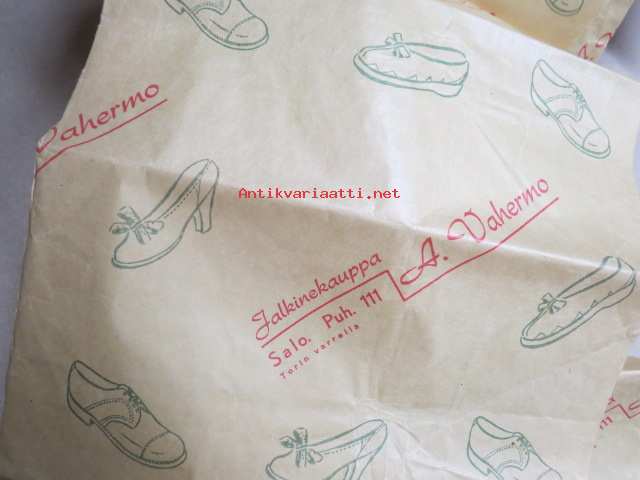 Vahermo
Antikvariaatti.net
Jalkinekauppa
A. Vahermo
Salo. Puh. 111
Torin varrella